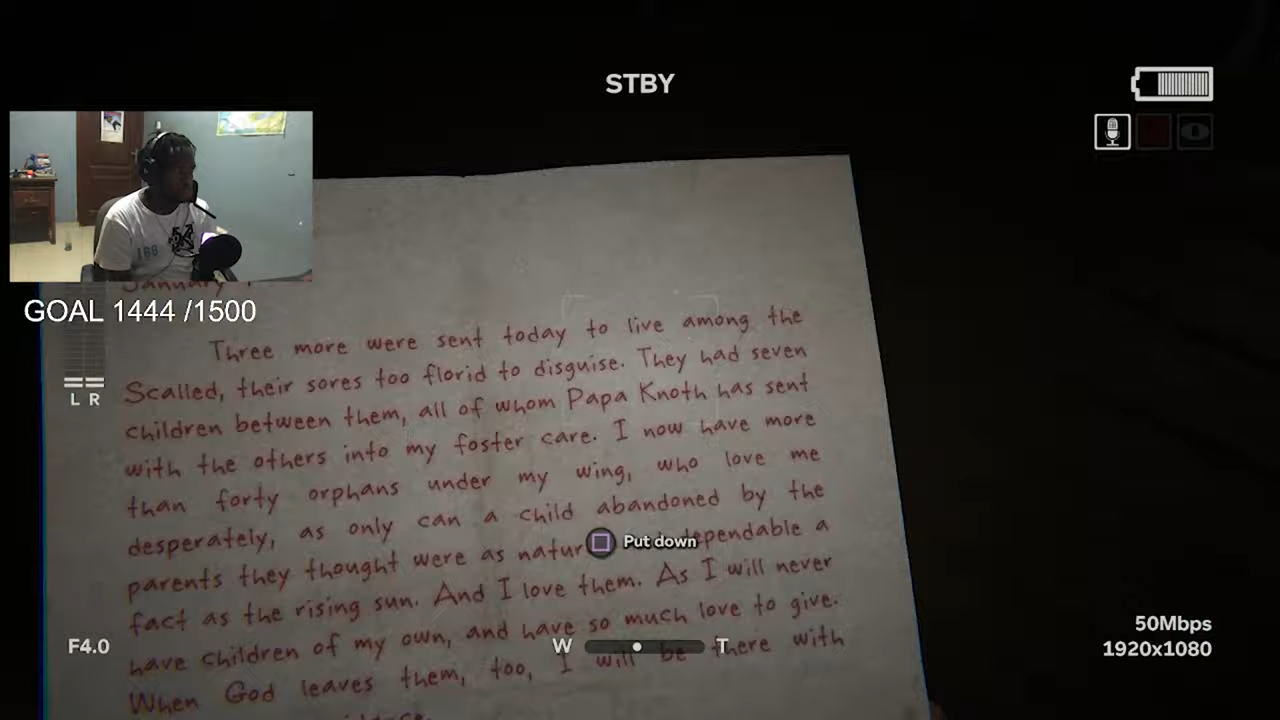 STBY
GOAL 1444 /1500
L R
January
Three more were sent today to live among the
Scalled, their sores too florid to disguise. They had seven
children between them, all of whom Papa Knoth has sent
with the others into my foster care. I now have more
than forty orphans under my wing, who love me
desperately, as only can a child abandoned by the
parents they thought were as
Put down
fact as the rising sun. And I love them. As I will never
have children of my own, and have so much love to give.
When God leaves them, too, I will be there with
F4.0
W T
50Mbps
1920x1080